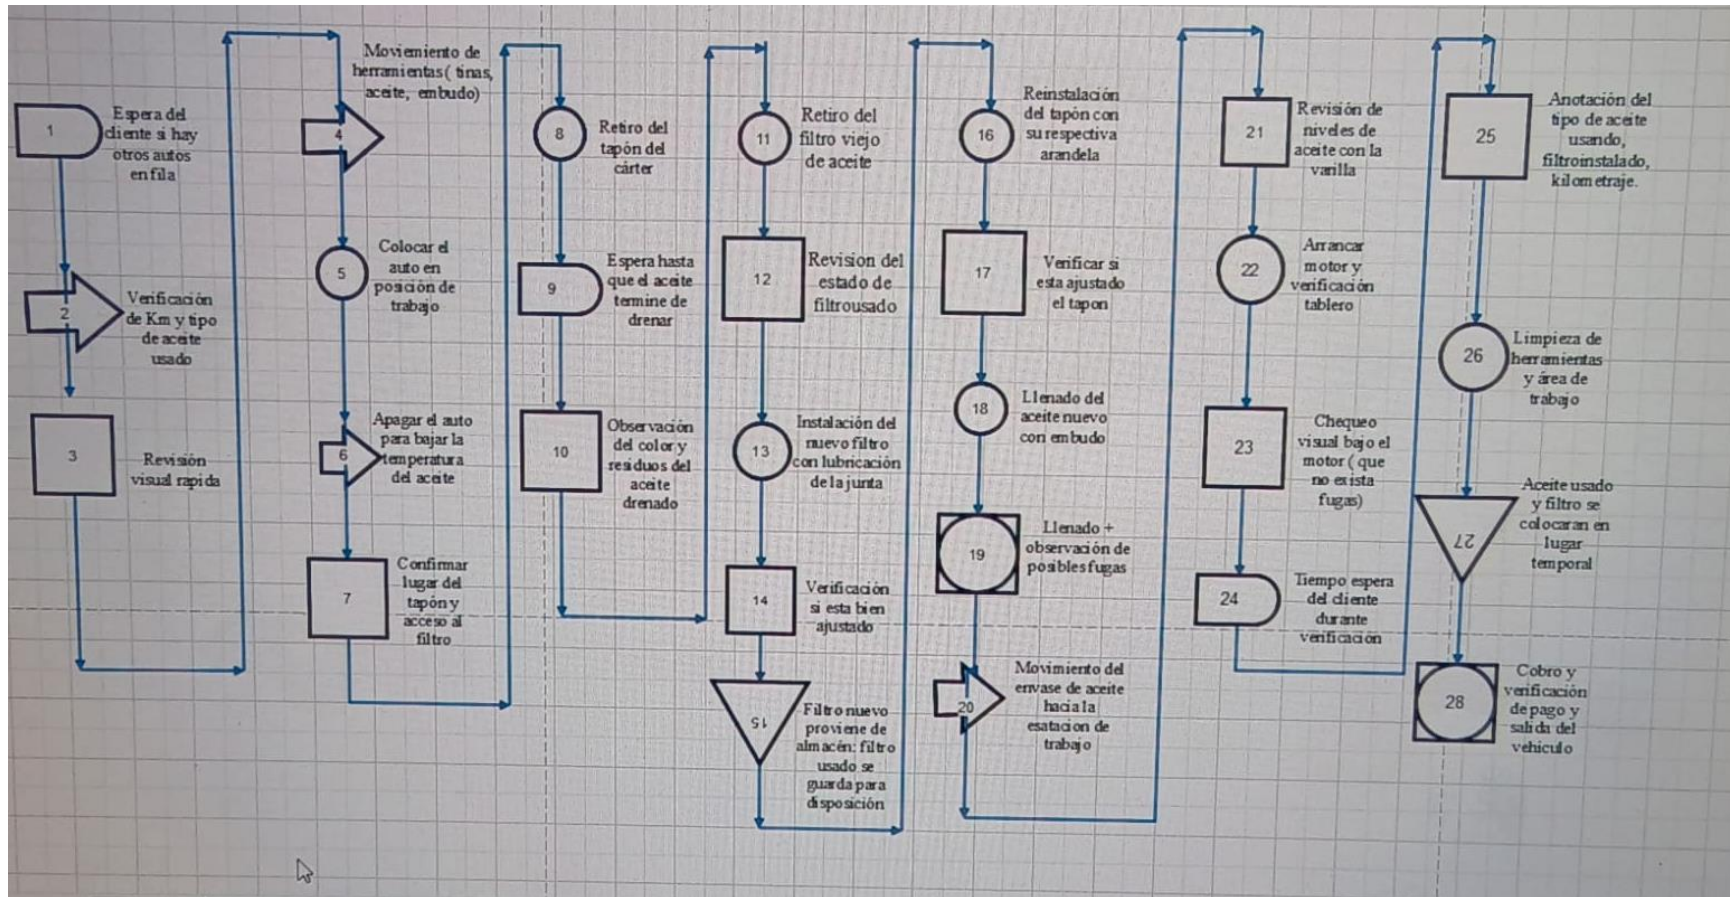 1
Espera del
cliente si hay
otros autos
en fila
2
Verificación
de Km y tipo
de aceite
usado
3
Revisión
visual rapida
Moviemiento de
herramientas( tinas,
aceite, embudo)
4
5
Colocar el
auto en
posición de
trabajo
6
Apagar el auto
para bajar la
temperatura
del aceite
7
Confirmar
lugar del
tapón y
acceso al
filtro
8
Retiro del
tapón del
cárter
9
Espera hasta
que el aceite
termine de
drenar
10
Observación
del color y
residuos del
aceite
drenado
11
Retiro del
filtro viejo
de aceite
12
Revision del
estado de
filtrousado
13
Instalación del
nuevo filtro
con lubricación
de la junta
14
Verificación
si esta bien
ajustado
15
Filtro nuevo
proviene de
almacén: filtro
usado se
guarda para
disposición
16
Reinstalación
del tapón con
su respectiva
arandela
17
Verificar si
esta ajustado
el tapon
18
Llenado del
aceite nuevo
con embudo
19
Llenado +
observación de
posibles fugas
20
Movimiento del
envase de aceite
hacia la
esatacion de
trabajo
21
Revisión de
niveles de
aceite con la
varilla
22
Arrancar
motor y
verificación
tablero
23
Chequeo
visual bajo el
motor ( que
no exista
fugas)
24
Tiempo espera
del cliente
durante
verificación
25
Anotación del
tipo de aceite
usando,
filtroinstalado,
kilometraje.
26
Limpieza de
herramientas
y área de
trabajo
27
Aceite usado
y filtro se
colocaran en
lugar
temporal
28
Cobro y
verificación
de pago y
salida del
vehículo